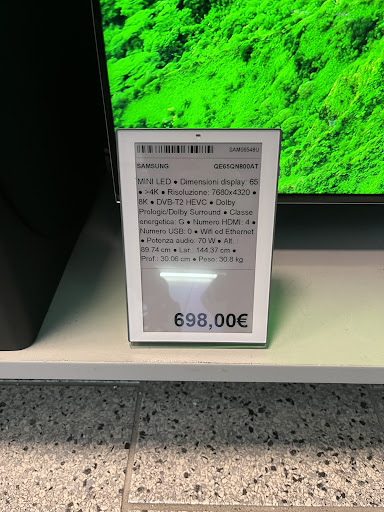 SAM06548U
SAMSUNG QE65QN800AT
MINI LED ● Dimensioni display: 65
● >4K ● Risoluzione: 7680x4320 ●
8K ● DVB-T2 HEVC ● Dolby
Prologic/Dolby Surround ● Classe
energetica: G ● Numero HDMI: 4 ●
Numero USB: 0 ● Wifi ed Ethernet
● Potenza audio: 70 W ● Alt. :
89.74 cm ● Lar.: 144.37 cm ●
Prof.: 30.06 cm ● Peso: 30.8 kg
698,00€